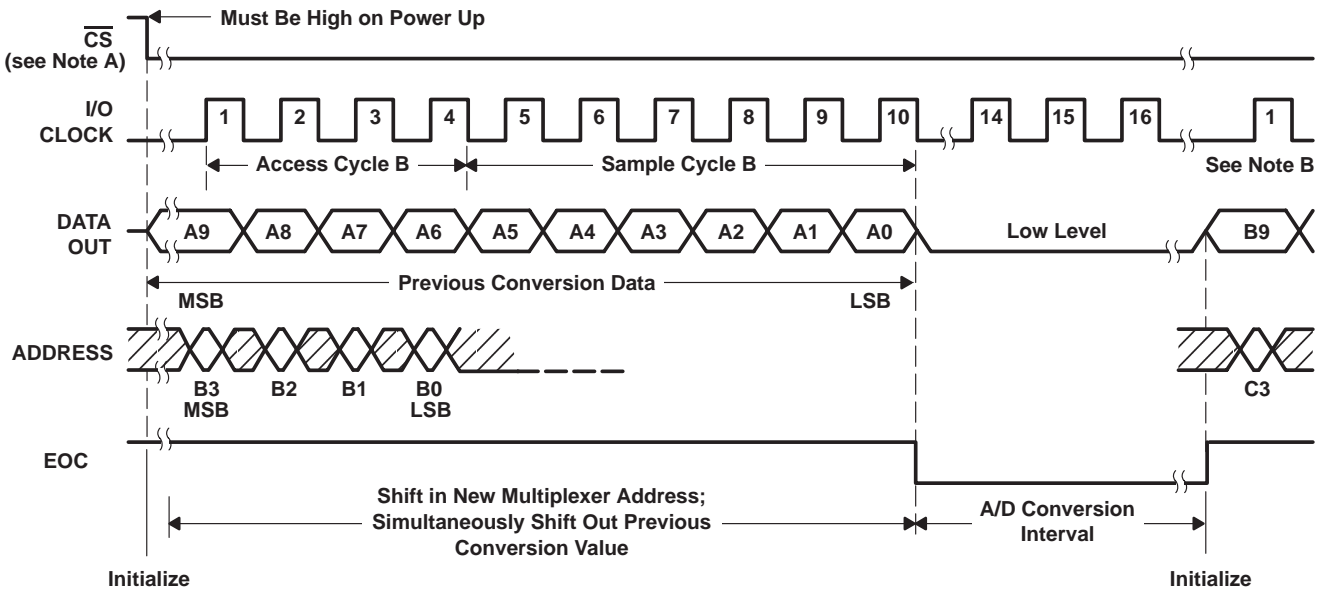 Must Be High on Power Up
CS
(see Note A)
I/O
CLOCK
1 2 3 4 5 6 7 8 9 10 14 15 16 1
Access Cycle B Sample Cycle B See Note B
DATA
OUT
A9 A8 A7 A6 A5 A4 A3 A2 A1 A0 Low Level B9
Previous Conversion Data
MSB LSB
ADDRESS
B3 B2 B1 B0 C3
MSB LSB
EOC
Shift in New Multiplexer Address;
Simultaneously Shift Out Previous
Conversion Value
A/D Conversion
Interval
Initialize Initialize